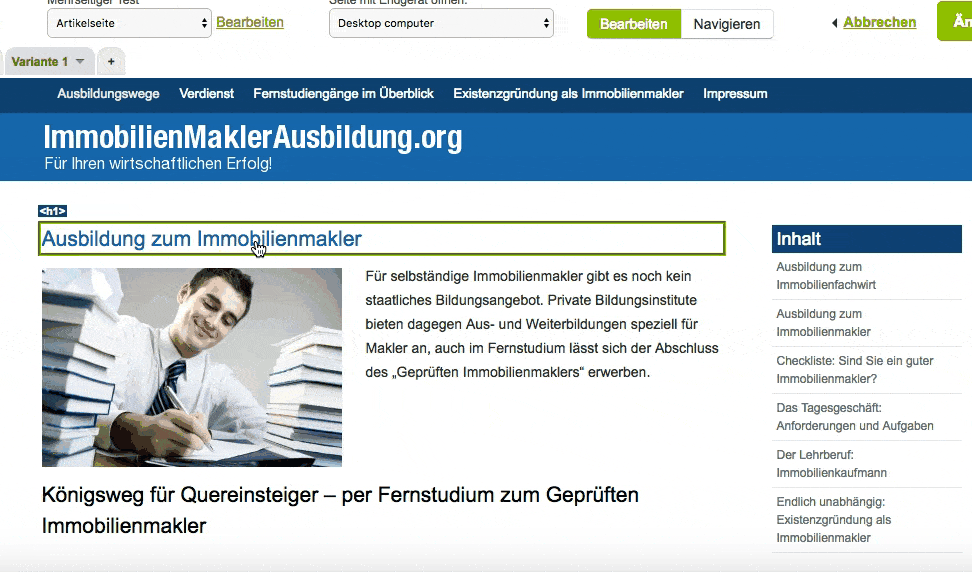 Mehrseitiger Test
Seite mit Endgerät öffnen:
Artikelseite
Bearbeiten
Desktop computer
Bearbeiten
Navigieren
Abbrechen
Variante 1
+
Ausbildungswege Verdienst Fernstudiengänge im Überblick Existenzgründung als Immobilienmakler Impressum
ImmobilienMaklerAusbildung.org
Für Ihren wirtschaftlichen Erfolg!
<h1>
Ausbildung zum Immobilienmakler
Für selbständige Immobilienmakler gibt es noch kein
staatliches Bildungsangebot. Private Bildungsinstitute
bieten dagegen Aus- und Weiterbildungen speziell für
Makler an, auch im Fernstudium lässt sich der Abschluss
des „Geprüften Immobilienmaklers“ erwerben.
Königsweg für Quereinsteiger – per Fernstudium zum Geprüften
Immobilienmakler
Inhalt
Ausbildung zum
Immobilienfachwirt
Ausbildung zum
Immobilienmakler
Checkliste: Sind Sie ein guter
Immobilienmakler?
Das Tagesgeschäft:
Anforderungen und Aufgaben
Der Lehrberuf:
Immobilienkaufmann
Endlich unabhängig:
Existenzgründung als
Immobilienmakler